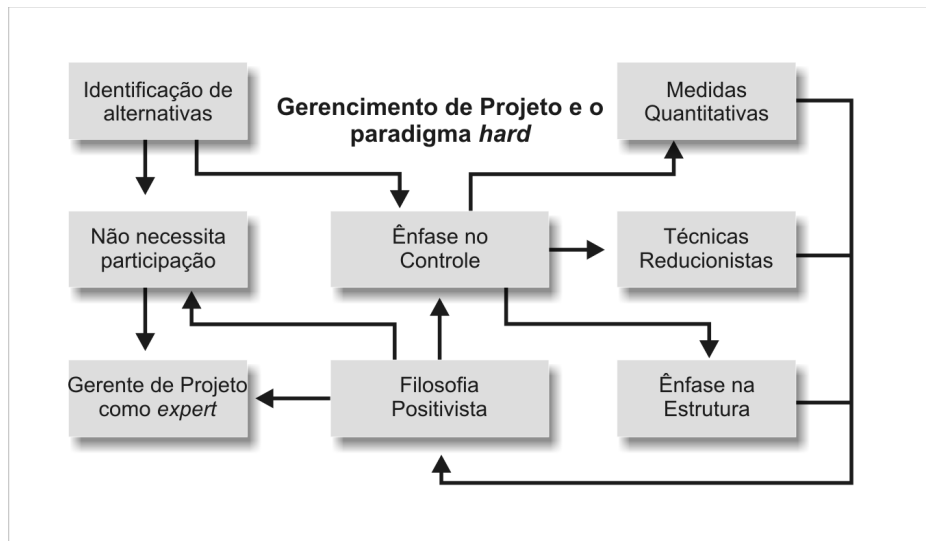 Identificação de
alternativas
Gerencimento de Projeto e o
paradigma hard
Medidas
Quantitativas
Não necessita
participação
Ênfase no
Controle
Técnicas
Reducionistas
Gerente de Projeto
como expert
Filosofia
Positivista
Ênfase na
Estrutura